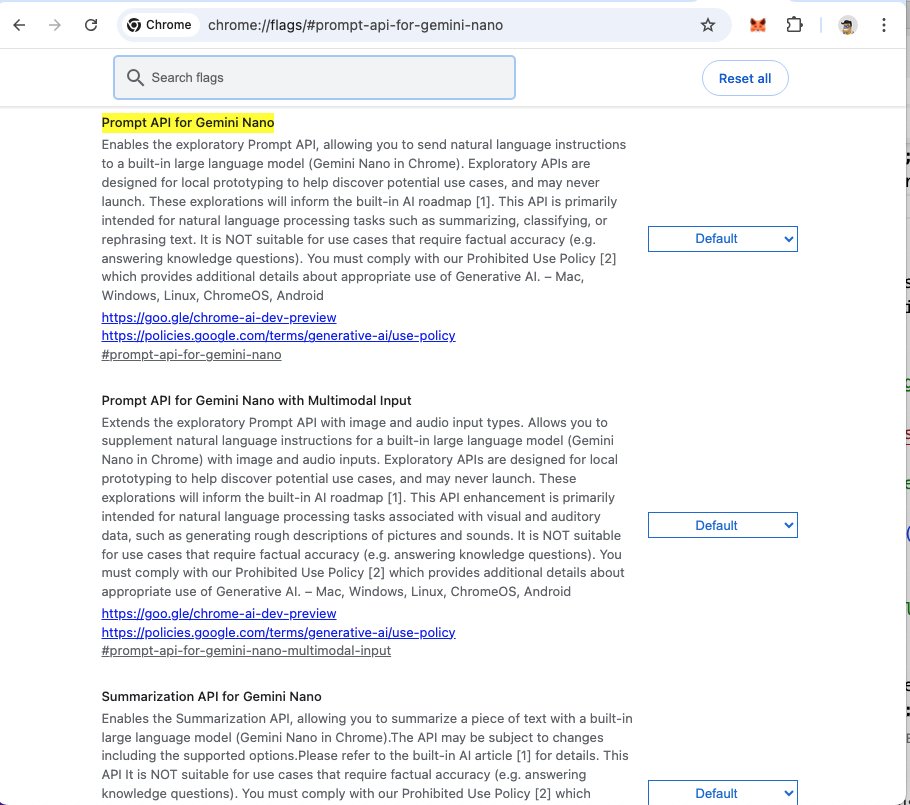 Chrome
chrome://flags/#prompt-api-for-gemini-nano
Search flags
Reset all
Prompt API for Gemini Nano
Enables the exploratory Prompt API, allowing you to send natural language instructions
to a built-in large language model (Gemini Nano in Chrome). Exploratory APIs are
designed for local prototyping to help discover potential use cases, and may never
launch. These explorations will inform the built-in AI roadmap [1]. This API is primarily
intended for natural language processing tasks such as summarizing, classifying, or
rephrasing text. It is NOT suitable for use cases that require factual accuracy (e.g.
answering knowledge questions). You must comply with our Prohibited Use Policy [2]
which provides additional details about appropriate use of Generative AI. – Mac,
Windows, Linux, ChromeOS, Android
https://goo.gle/chrome-ai-dev-preview
https://policies.google.com/terms/generative-ai/use-policy
#prompt-api-for-gemini-nano
Default
Prompt API for Gemini Nano with Multimodal Input
Extends the exploratory Prompt API with image and audio input types. Allows you to
supplement natural language instructions for a built-in large language model (Gemini
Nano in Chrome) with image and audio inputs. Exploratory APIs are designed for local
prototyping to help discover potential use cases, and may never launch. These
explorations will inform the built-in AI roadmap [1]. This API enhancement is primarily
intended for natural language processing tasks associated with visual and auditory
data, such as generating rough descriptions of pictures and sounds. It is NOT suitable
for use cases that require factual accuracy (e.g. answering knowledge questions). You
must comply with our Prohibited Use Policy [2] which provides additional details about
appropriate use of Generative AI. – Mac, Windows, Linux, ChromeOS, Android
https://goo.gle/chrome-ai-dev-preview
https://policies.google.com/terms/generative-ai/use-policy
#prompt-api-for-gemini-nano-multimodal-input
Default
Summarization API for Gemini Nano
Enables the Summarization API, allowing you to summarize a piece of text with a built-in
large language model (Gemini Nano in Chrome).The API may be subject to changes
including the supported options.Please refer to the built-in AI article [1] for details. This
API It is NOT suitable for use cases that require factual accuracy (e.g. answering
knowledge questions). You must comply with our Prohibited Use Policy [2] which
Default